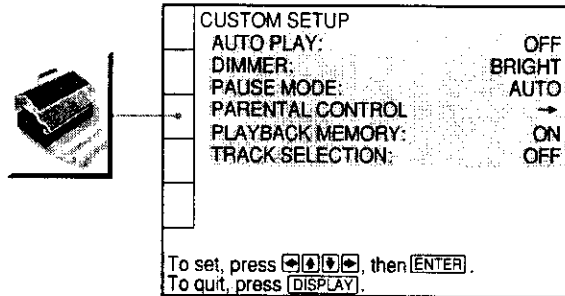 CUSTOM SETUP
AUTO PLAY: OFF
DIMMER: BRIGHT
PAUSE MODE: AUTO
PARENTAL CONTROL →
PLAYBACK MEMORY: ON
TRACK SELECTION: OFF
To set, press ←↑↓→, then ENTER.
To quit, press DISPLAY.